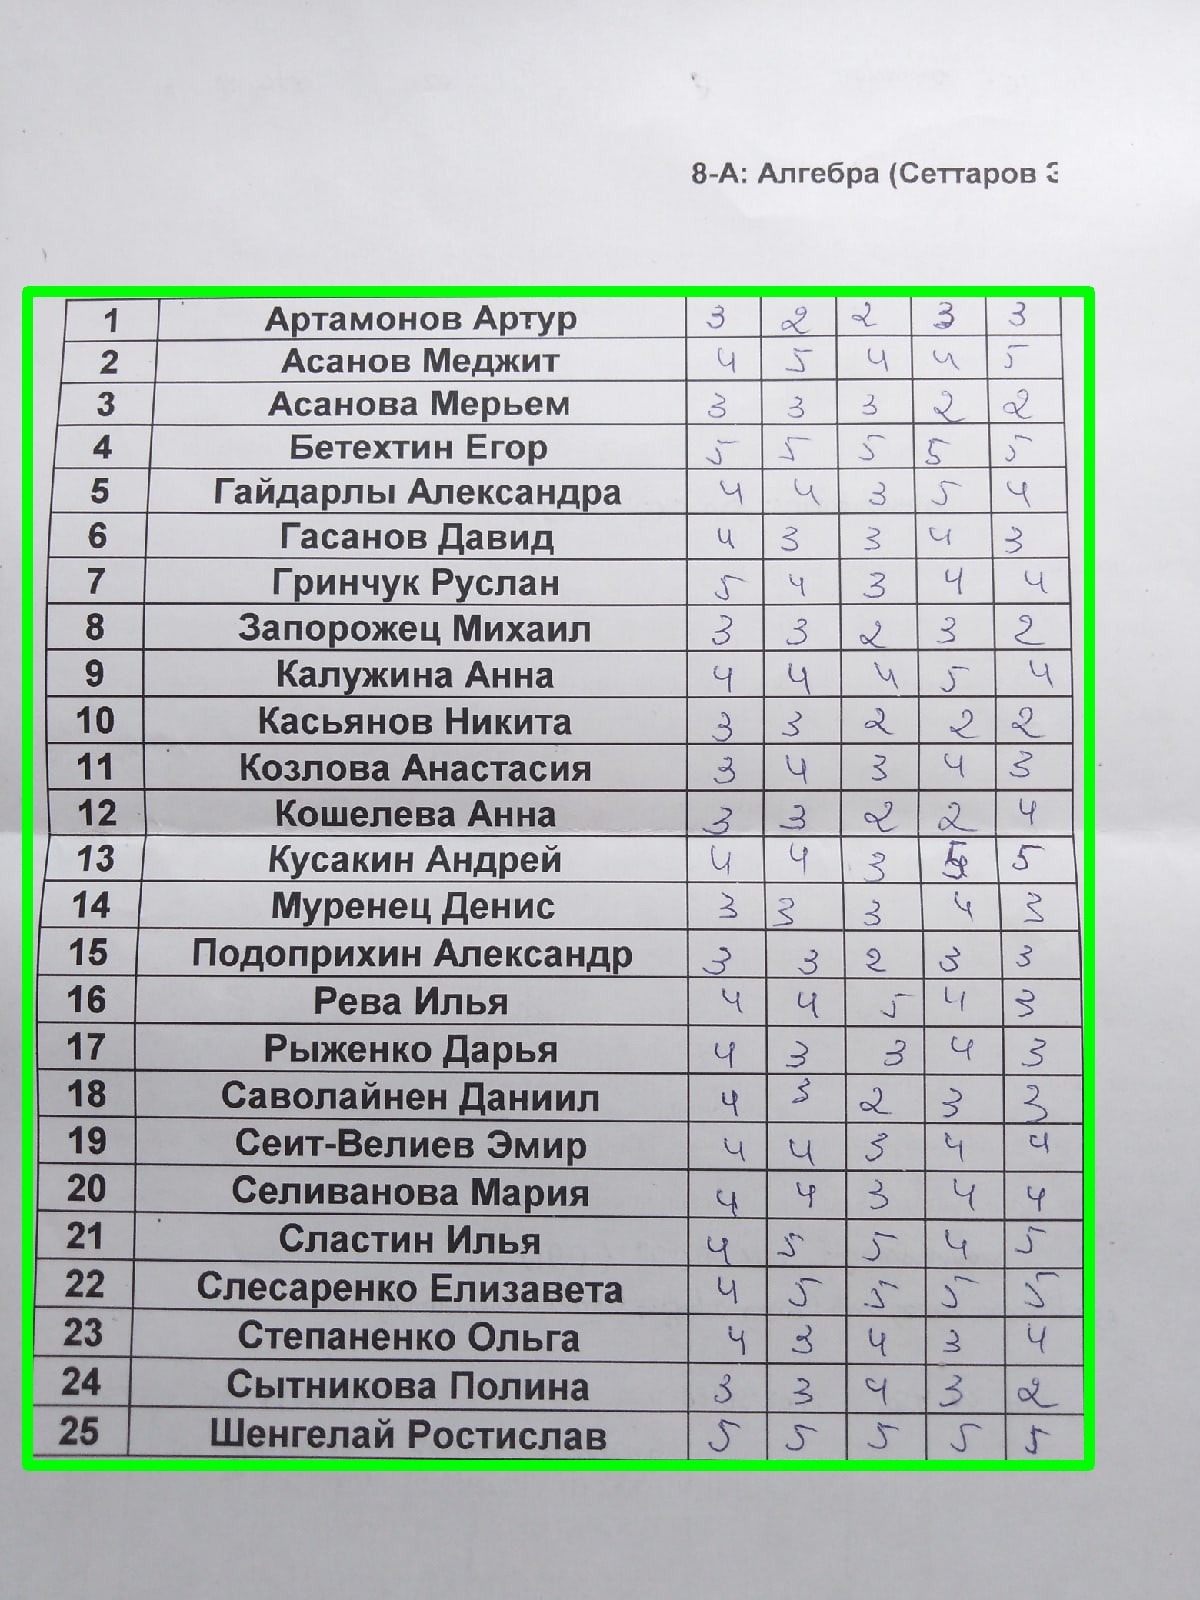 8-А: Алгебра (Сеттаров Э
1 Артамонов Артур 3 2 2 3 3
2 Асанов Меджит 4 5 4 4 5
3 Асанова Мерьем 3 3 3 2 2
4 Бетехтин Егор 5 5 5 5 5
5 Гайдарлы Александра 4 4 3 5 4
6 Гасанов Давид 4 3 3 4 3
7 Гринчук Руслан 5 4 3 4 4
8 Запорожец Михаил 3 3 2 3 2
9 Калужина Анна 4 4 4 5 4
10 Касьянов Никита 3 3 2 2 2
11 Козлова Анастасия 3 4 3 4 3
12 Кошелева Анна 3 3 2 2 4
13 Кусакин Андрей 4 4 3 5
14 Муренец Денис 3 3 3 4 3
15 Подоприхин Александр 3 3 2 3 3
16 Рева Илья 4 4 5 4 3
17 Рыженко Дарья 4 3 3 4 3
18 Саволайнен Даниил 4 3 2 3 3
19 Сеит-Велиев Эмир 4 4 3 4 4
20 Селиванова Мария 4 4 3 4 4
21 Сластин Илья 4 5 5 4 5
22 Слесаренко Елизавета 4 5 5 5 5
23 Степаненко Ольга 4 3 4 3 4
24 Сытникова Полина 3 3 4 3 2
25 Шенгелай Ростислав 5 5 5 5 5